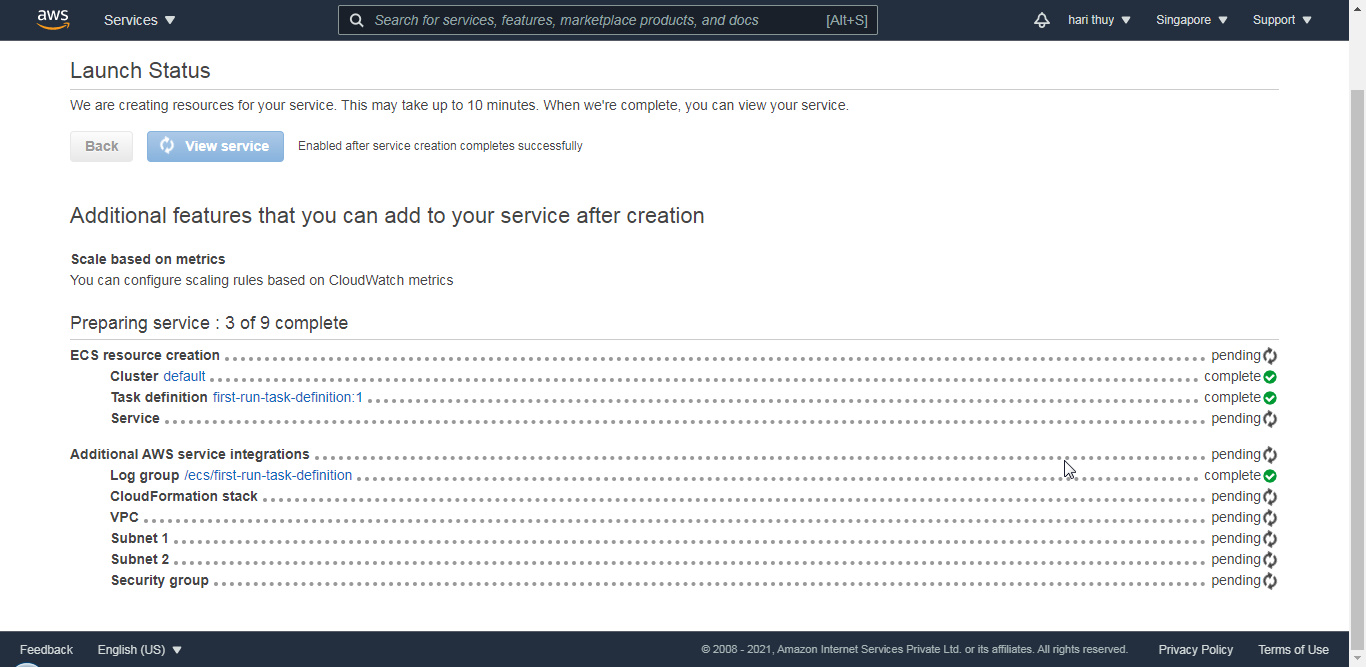 aws Services Search for services, features, marketplace products, and docs [Alt+S] hari thuy Singapore Support
Launch Status
We are creating resources for your service. This may take up to 10 minutes. When we're complete, you can view your service.
Back View service Enabled after service creation completes successfully
Additional features that you can add to your service after creation
Scale based on metrics
You can configure scaling rules based on CloudWatch metrics
Preparing service : 3 of 9 complete
ECS resource creation pending
Cluster default complete
Task definition first-run-task-definition:1 complete
Service pending
Additional AWS service integrations pending
Log group /ecs/first-run-task-definition complete
CloudFormation stack pending
VPC pending
Subnet 1 pending
Subnet 2 pending
Security group pending
Feedback English (US) © 2008 - 2021, Amazon Internet Services Private Ltd. or its affiliates. All rights reserved. Privacy Policy Terms of Use